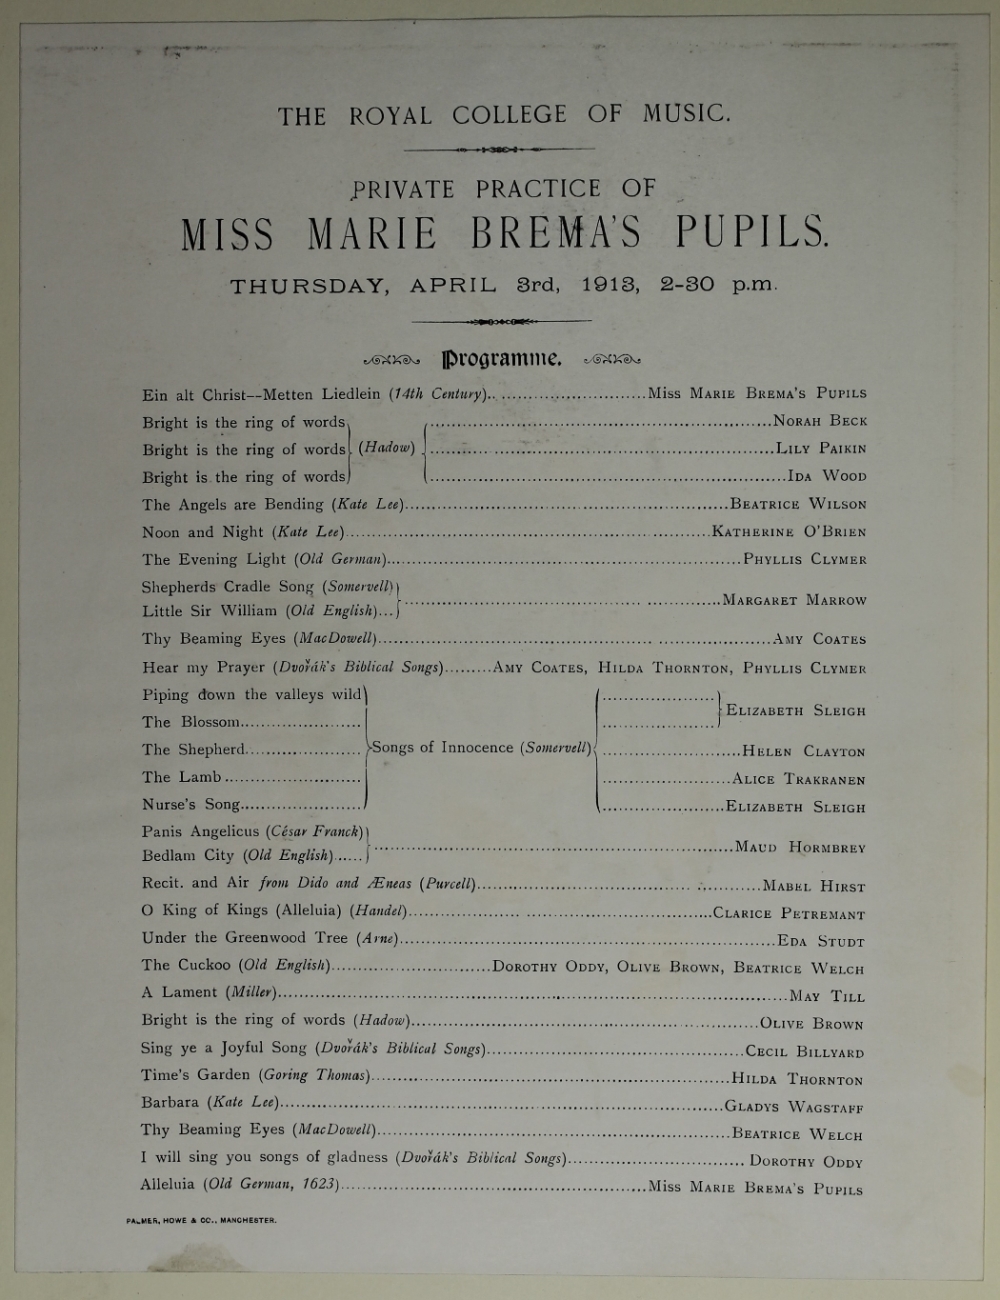 THE ROYAL COLLEGE OF MUSIC.
PRIVATE PRACTICE OF
MISS MARIE BREMA'S PUPILS.
THURSDAY, APRIL 3rd, 1913, 2-30 p.m.
Programme.
Ein alt Christ--Metten Liedlein (14th Century)..............................Miss MARIE BREMA'S PUPILS
Bright is the ring of words ..............................NORAH BECK
Bright is the ring of words (Hadow) ..............................LILY PAIKIN
Bright is the ring of words ..............................IDA WOOD
The Angels are Bending (Kate Lee)..............................BEATRICE WILSON
Noon and Night (Kate Lee)..............................KATHERINE O'BRIEN
The Evening Light (Old German)..............................PHYLLIS CLYMER
Shepherds Cradle Song (Somervell)
Little Sir William (Old English)... ..............................MARGARET MARROW
Thy Beaming Eyes (MacDowell)..............................AMY COATES
Hear my Prayer (Dvořák's Biblical Songs).........AMY COATES, HILDA THORNTON, PHYLLIS CLYMER
Piping down the valleys wild ....................
The Blossom.................... .................... ELIZABETH SLEIGH
The Shepherd.................... Songs of Innocence (Somervell) ....................HELEN CLAYTON
The Lamb.................... ....................ALICE TRAKRANEN
Nurse's Song.................... ....................ELIZABETH SLEIGH
Panis Angelicus (César Franck)
Bedlam City (Old English)...... ..............................MAUD HORMBREY
Recit. and Air from Dido and Æneas (Purcell)..............................MABEL HIRST
O King of Kings (Alleluia) (Handel)..............................CLARICE PETREMANT
Under the Greenwood Tree (Arne)..............................EDA STUDT
The Cuckoo (Old English)..............................DOROTHY ODDY, OLIVE BROWN, BEATRICE WELCH
A Lament (Miller)..............................MAY TILL
Bright is the ring of words (Hadow)..............................OLIVE BROWN
Sing ye a Joyful Song (Dvořák's Biblical Songs)..............................CECIL BILLYARD
Time's Garden (Goring Thomas)..............................HILDA THORNTON
Barbara (Kate Lee)..............................GLADYS WAGSTAFF
Thy Beaming Eyes (MacDowell)..............................BEATRICE WELCH
I will sing you songs of gladness (Dvořák's Biblical Songs)..............................DOROTHY ODDY
Alleluia (Old German, 1623)..............................Miss MARIE BREMA'S PUPILS
PALMER, HOWE & CO., MANCHESTER.